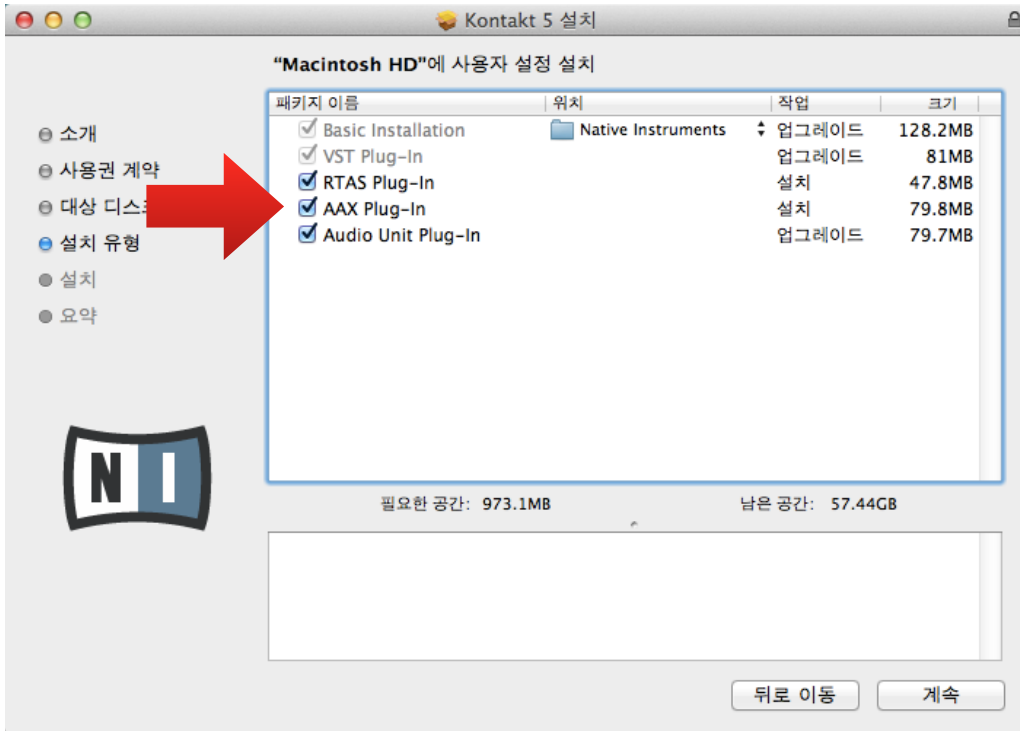 Kontakt 5 설치
“Macintosh HD”에 사용자 설정 설치
소개
사용권 계약
대상 디스크
설치 유형
설치
요약
패키지 이름 위치 작업 크기
Basic Installation Native Instruments 업그레이드 128.2MB
VST Plug-In 업그레이드 81MB
RTAS Plug-In 설치 47.8MB
AAX Plug-In 설치 79.8MB
Audio Unit Plug-In 업그레이드 79.7MB
필요한 공간: 973.1MB 남은 공간: 57.44GB
NI
뒤로 이동 계속